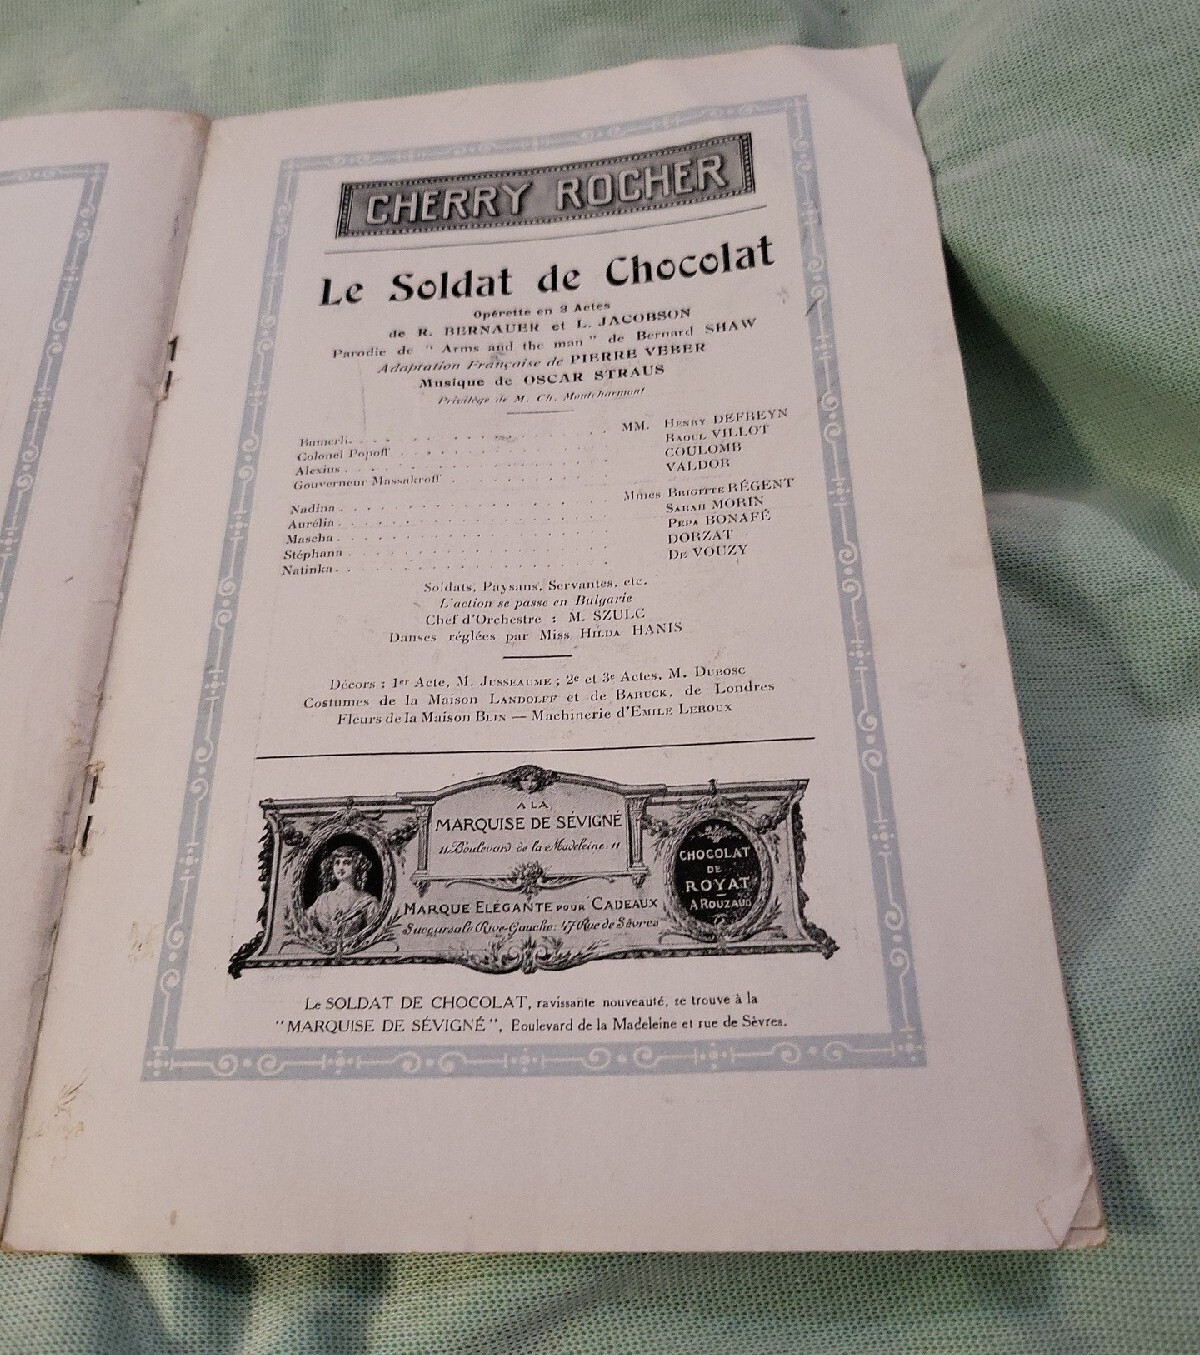 CHERRY ROCHER
Le Soldat de Chocolat
Opérette en 3 Actes
de R. BERNAUER et L. JACOBSON
Parodie de "Arms and the man" de Bernard SHAW
Adaptation Française de PIERRE VEBER
Musique de OSCAR STRAUS
Privilège de M. Ch. Montcharmont
Bumerli. . . . MM. HENRY DEFREYN
Colonel Popoff . . . . RAOUL VILLOT
Alexius . . . . COULOMB
Gouverneur Massakroff . . . . VALDOR
Nadina . . . . Mmes BRIGITTE RÉGENT
Aurélia . . . . SARAH MORIN
Mascha . . . . PEPA BONAFÉ
Stéphana . . . . DORZAT
Natinka . . . . DE VOUZY
Soldats, Paysans, Servantes, etc.
L'action se passe en Bulgarie
Chef d'Orchestre : M. SZULC
Danses réglées par Miss HILDA HANIS
Décors : 1er Acte, M. JUSSEAUME ; 2e et 3e Actes, M. DUBOSC
Costumes de la Maison LANDOLFF et de BARUCK, de Londres
Fleurs de la Maison BLIN — Machinerie d'EMILE LEROUX
A LA
MARQUISE DE SÉVIGNÉ
11 Boulevard de la Madeleine 11
MARQUE ELÉGANTE POUR CADEAUX
Succursale Rive-Gauche: 47 Rue de Sèvres
CHOCOLAT
DE
ROYAT
A ROUZAUD
Le SOLDAT DE CHOCOLAT, ravissante nouveauté, se trouve à la
"MARQUISE DE SÉVIGNÉ", Boulevard de la Madeleine et rue de Sèvres.